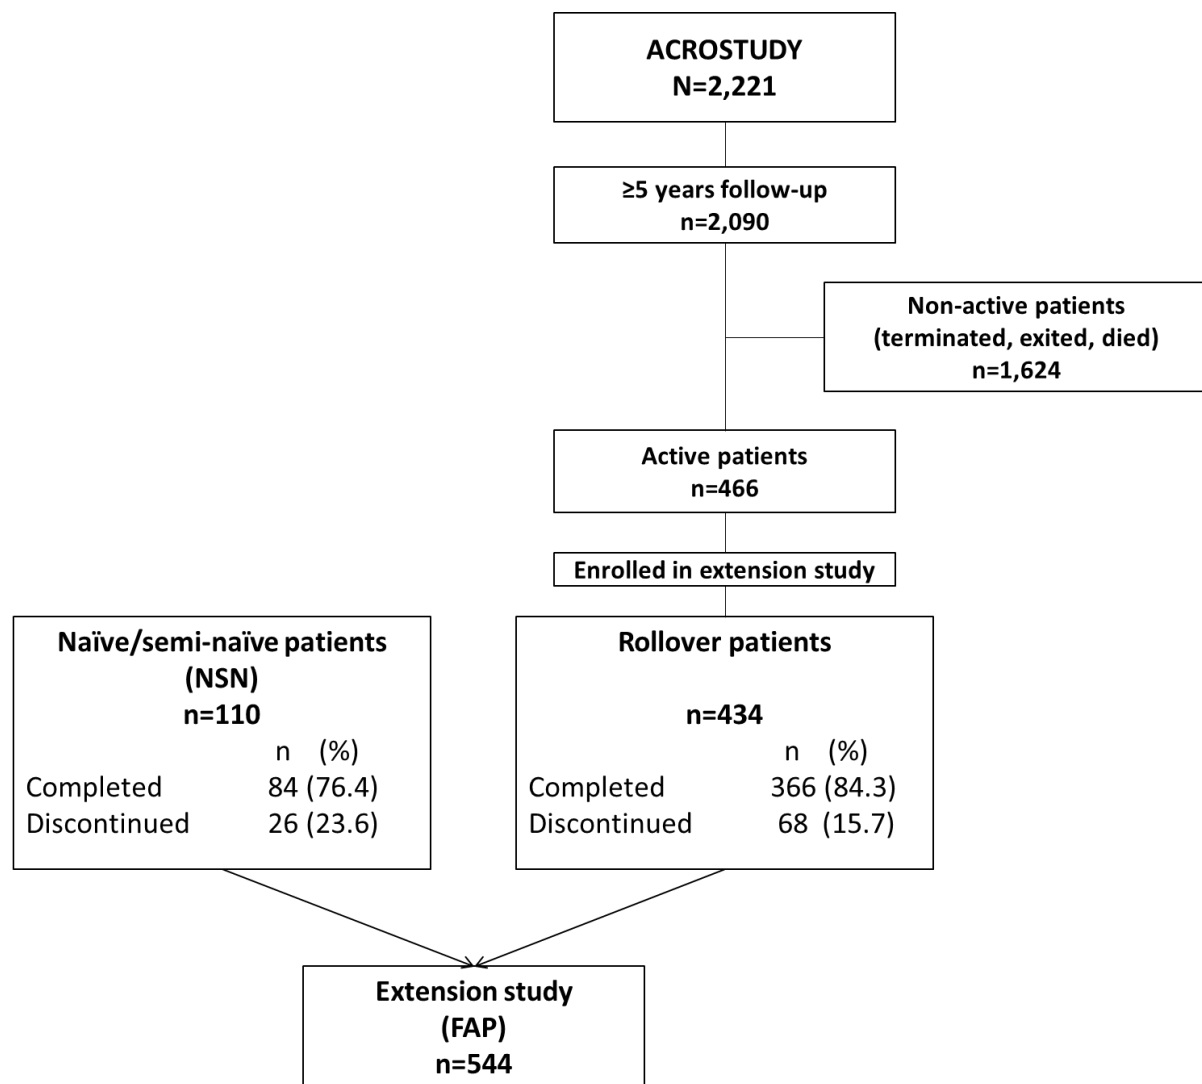 ACROSTUDY
N=2,221
≥5 years follow-up
n=2,090
Non-active patients
(terminated, exited, died)
n=1,624
Active patients
n=466
Enrolled in extension study
Naïve/semi-naïve patients
(NSN)
n=110
n (%)
Completed 84 (76.4)
Discontinued 26 (23.6)
Rollover patients
n=434
n (%)
Completed 366 (84.3)
Discontinued 68 (15.7)
Extension study
(FAP)
n=544